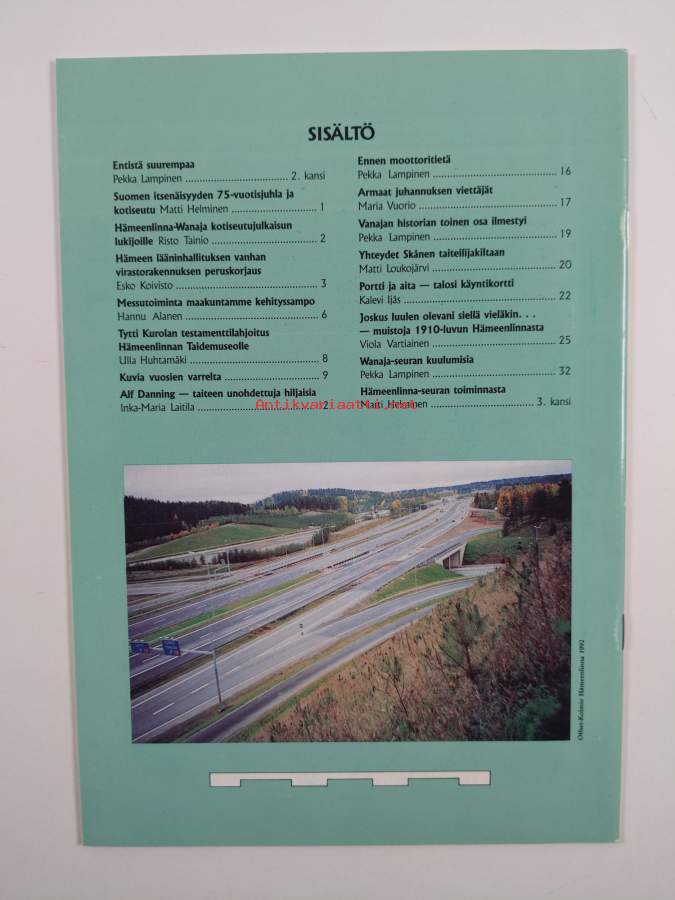 SISÄLTÖ
Entistä suurempaa
Pekka Lampinen 2. kansi
Suomen itsenäisyyden 75-vuotisjuhla ja
kotiseutu Matti Helminen 1
Hämeenlinna-Wanaja kotiseutujulkaisun
lukijoille Risto Tainio 2
Hämeen lääninhallituksen vanhan
virastorakennuksen peruskorjaus
Esko Koivisto 3
Messutoiminta maakuntamme kehityssampo
Hannu Alanen 6
Tytti Kurolan testamenttilahjoitus
Hämeenlinnan Taidemuseolle
Ulla Huhtamäki 8
Kuvia vuosien varrelta 9
Alf Danning — taiteen unohdettuja hiljaisia
Inka-Maria Laitila
Ennen moottoritietä
Pekka Lampinen 16
Armaat juhannuksen viettäjät
Maria Vuorio 17
Vanajan historian toinen osa ilmestyi
Pekka Lampinen 19
Yhteydet Skånen taiteilijakiltaan
Matti Loukojärvi 20
Portti ja aita — talosi käyntikortti
Kalevi Ijäs 22
Joskus luulen olevani siellä vieläkin. . .
— muistoja 1910-luvun Hämeenlinnasta
Viola Vartiainen 25
Wanaja-seuran kuulumisia
Pekka Lampinen 32
Hämeenlinna-seuran toiminnasta
Matti Helminen 3. kansi
Antikvariaatti.net
Offset-Kolmio Hämeenlinna 1992